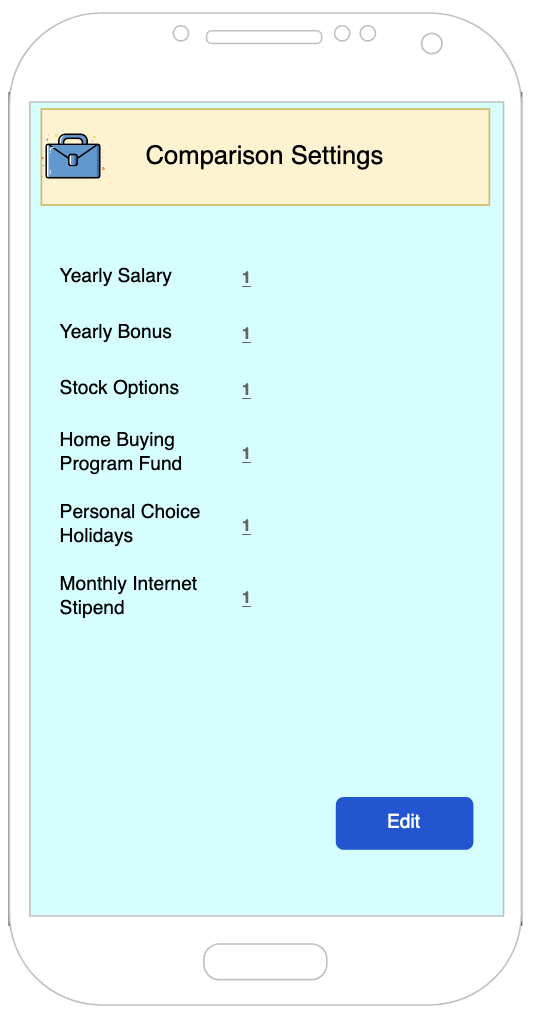 Comparison Settings
Yearly Salary 1
Yearly Bonus 1
Stock Options 1
Home Buying
Program Fund 1
Personal Choice
Holidays 1
Monthly Internet
Stipend 1
Edit